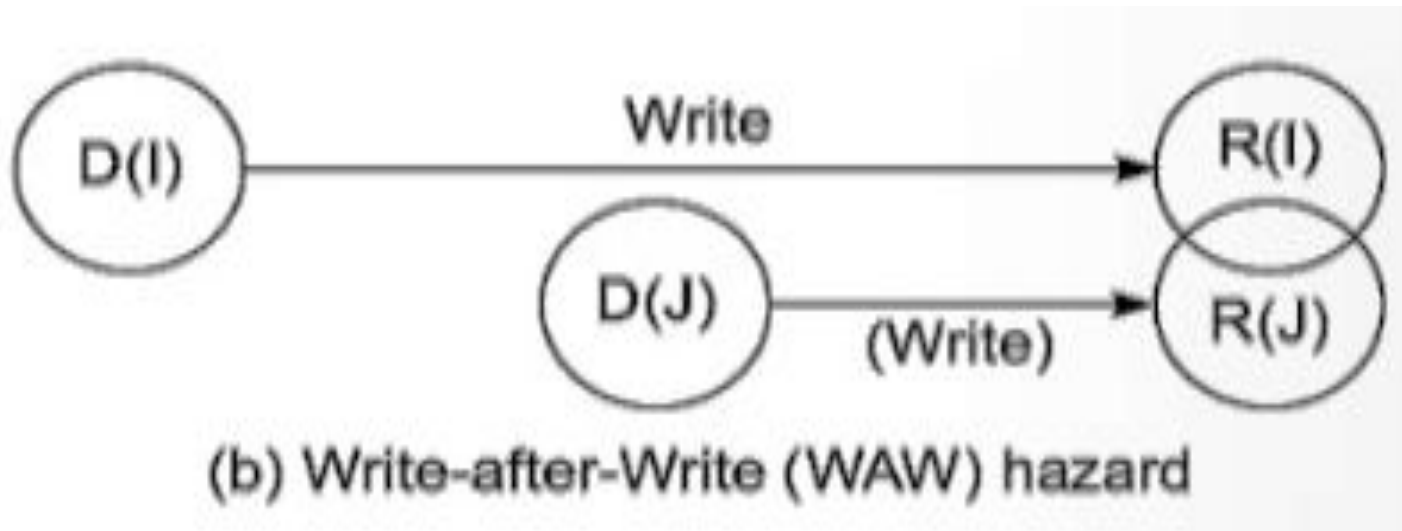 Write
D(I)
R(I)
D(J)
R(J)
(Write)
(b) Write-after-Write (WAW) hazard